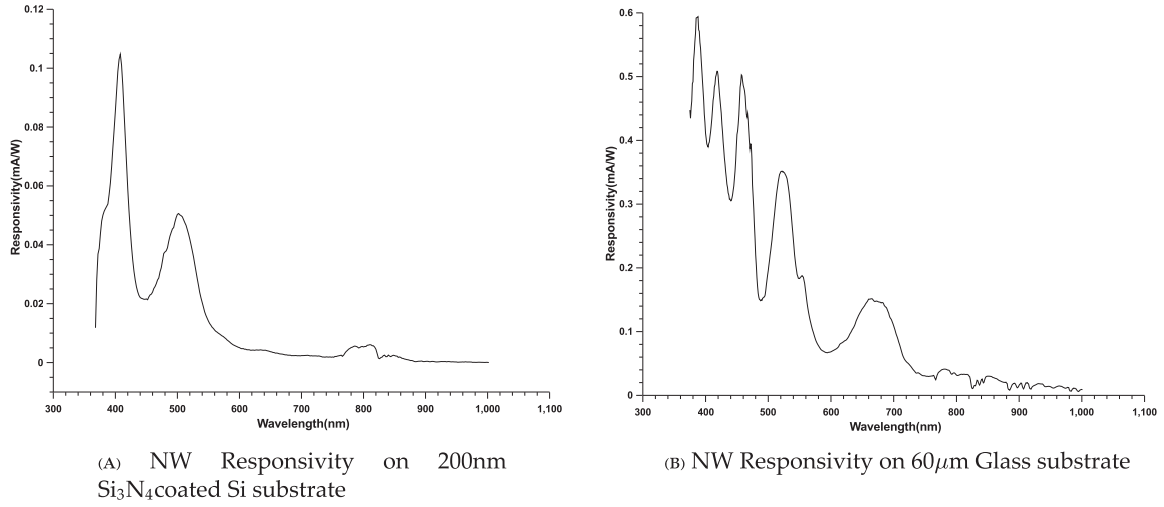 0.12
0.1
0.08
0.06
0.04
0.02
0
Responsivity(mA/W)
300 400 500 600 700 800 900 1,000 1,100
Wavelength(nm)
(A) NW Responsivity on 200nm
Si₃N₄coated Si substrate
0.6
0.5
0.4
0.3
0.2
0.1
0
Responsivity(mA/W)
300 400 500 600 700 800 900 1,000 1,100
Wavelength(nm)
(B) NW Responsivity on 60μm Glass substrate